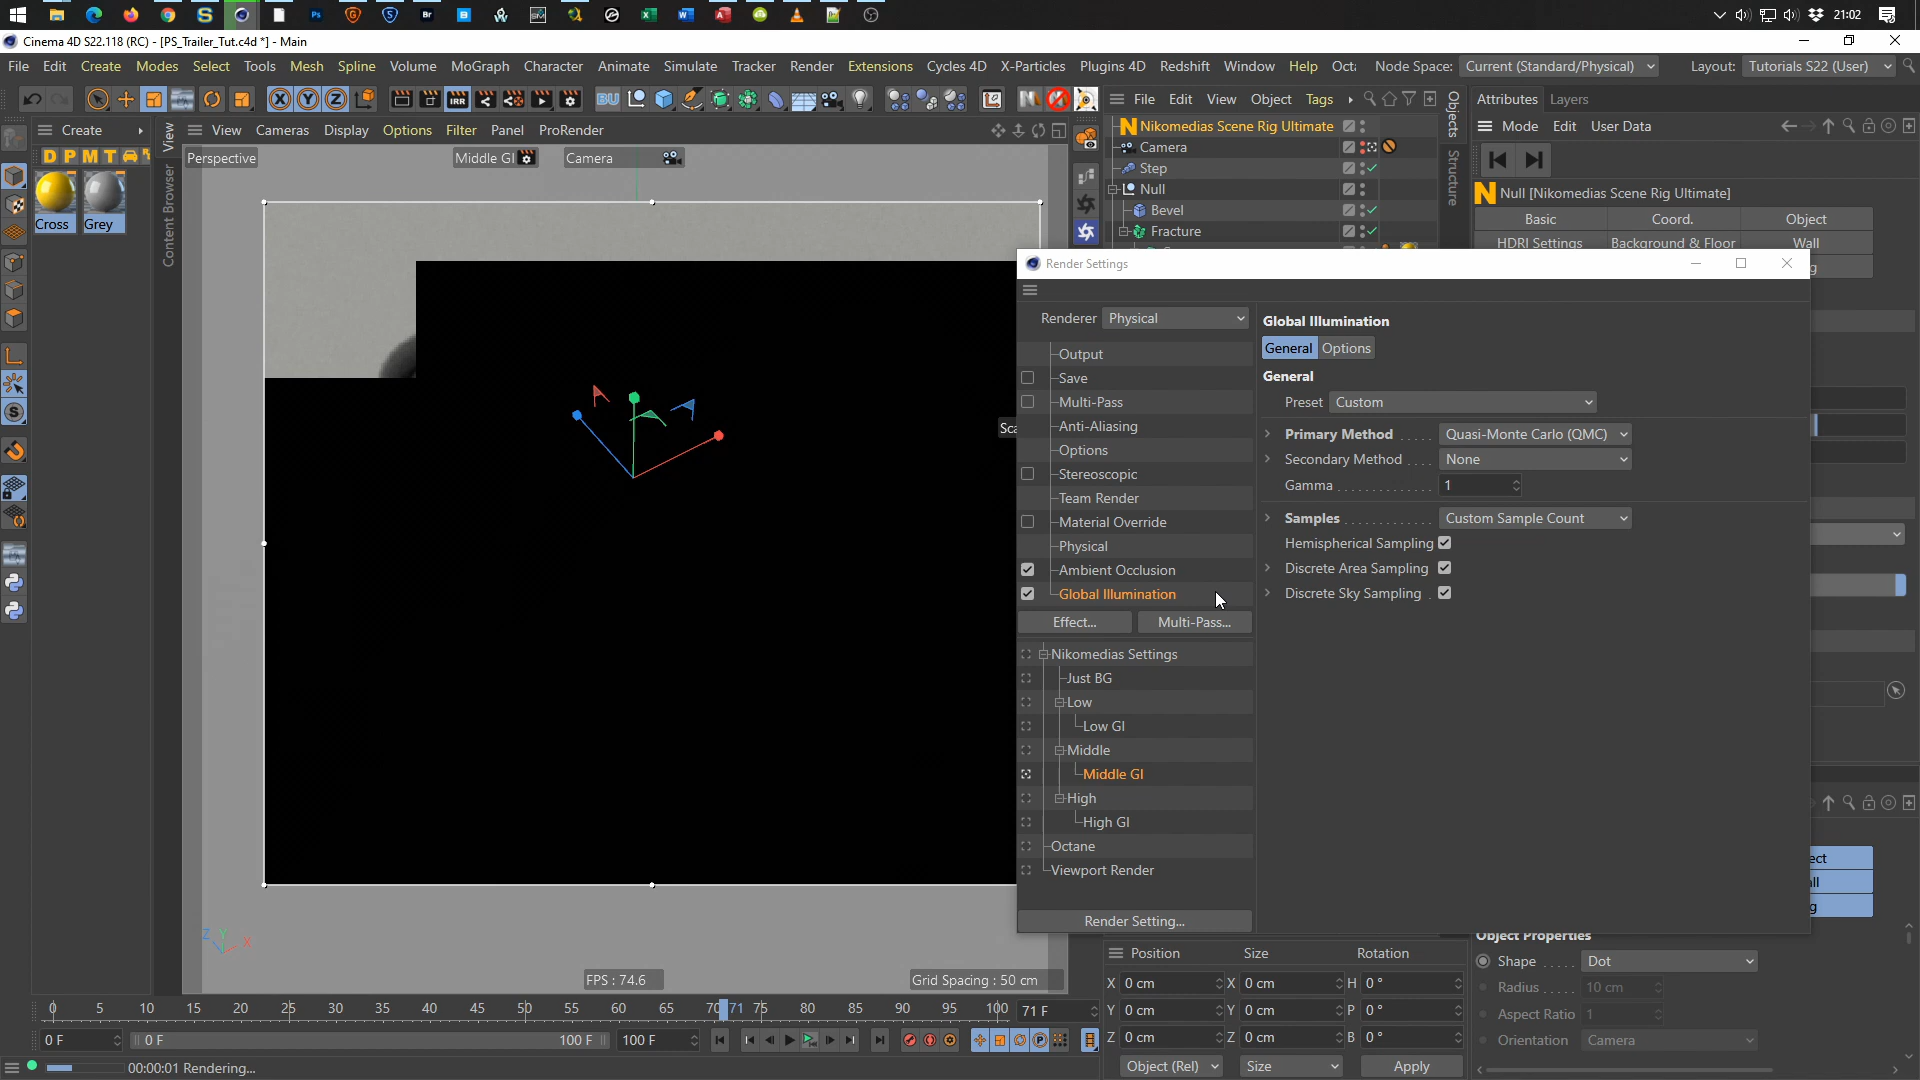 21:02
Cinema 4D S22.118 (RC) - [PS_Trailer_Tut.c4d *] - Main
File Edit Create Modes Select Tools Mesh Spline Volume MoGraph Character Animate Simulate Tracker Render Extensions Cycles 4D X-Particles Plugins 4D Redshift Window Help Octa Node Space: Current (Standard/Physical) Layout: Tutorials S22 (User)
X Y Z IRR BU
File Edit View Object Tags
Objects
Structure
Attributes Layers
Mode Edit User Data
Create
D P M T
Cross Grey
View
Content Browser
View Cameras Display Options Filter Panel ProRender
Perspective Middle GI Camera
Nikomedias Scene Rig Ultimate
Camera
Step
Null
Bevel
Fracture
Null [Nikomedias Scene Rig Ultimate]
Basic Coord. Object
HDRI Settings Background & Floor Wall
Render Settings
Renderer Physical
Output
Save
Multi-Pass
Anti-Aliasing
Options
Stereoscopic
Team Render
Material Override
Physical
Ambient Occlusion
Global Illumination
Effect... Multi-Pass...
Nikomedias Settings
Just BG
Low
Low GI
Middle
Middle GI
High
High GI
Octane
Viewport Render
Render Setting...
Global Illumination
General Options
General
Preset Custom
Primary Method Quasi-Monte Carlo (QMC)
Secondary Method None
Gamma 1
Samples Custom Sample Count
Hemispherical Sampling
Discrete Area Sampling
Discrete Sky Sampling
Sca
ect
all
g
Z Y X
FPS : 74.6
Grid Spacing : 50 cm
Object Properties
Shape Dot
Radius 10 cm
Aspect Ratio 1
Orientation Camera
0 5 10 15 20 25 30 35 40 45 50 55 60 65 70 71 75 80 85 90 95 100 71 F
0 F 0 F 100 F 100 F
Position Size Rotation
X 0 cm X 0 cm H 0 °
Y 0 cm Y 0 cm P 0 °
Z 0 cm Z 0 cm B 0 °
Object (Rel) Size Apply
00:00:01 Rendering...